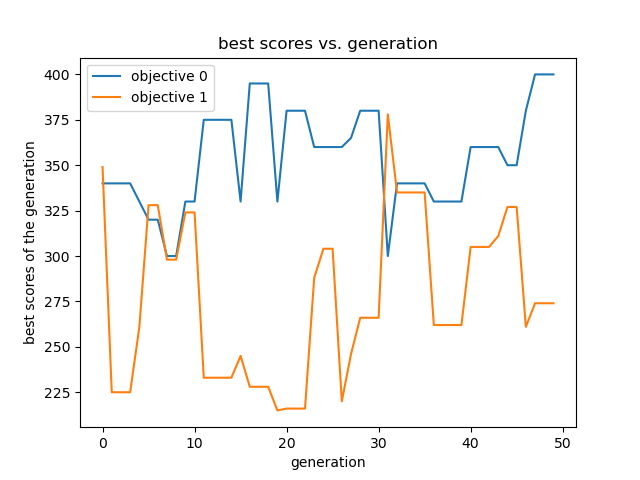 best scores vs. generation
objective 0
objective 1
best scores of the generation
400
375
350
325
300
275
250
225
0 10 20 30 40 50
generation